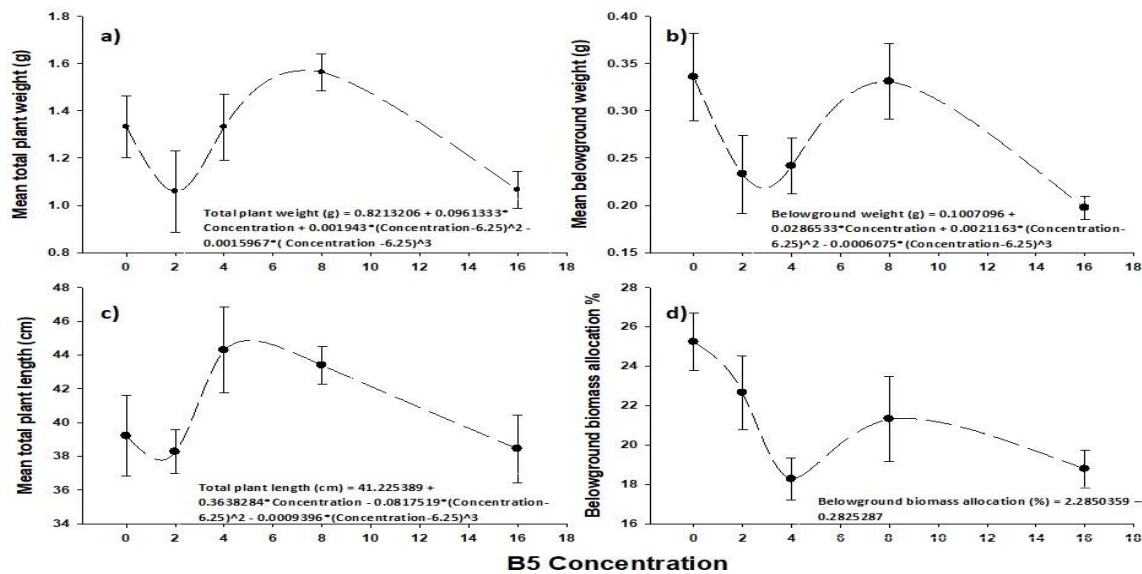 a)
Mean total plant weight (g)
1.8
1.6
1.4
1.2
1.0
0.8
Total plant weight (g) = 0.8213206 + 0.0961333*
Concentration + 0.001943*(Concentration-6.25)^2 -
0.0015967*( Concentration -6.25)^3
0 2 4 6 8 10 12 14 16 18
b)
Mean belowground weight (g)
0.40
0.35
0.30
0.25
0.20
0.15
Belowground weight (g) = 0.1007096 +
0.0286533*Concentration + 0.0021163*(Concentration-
6.25)^2 - 0.0006075*(Concentration-6.25)^3
0 2 4 6 8 10 12 14 16 18
c)
Mean total plant length (cm)
48
46
44
42
40
38
36
34
Total plant length (cm) = 41.225389 +
0.3638284*Concentration - 0.0817519*(Concentration-
6.25)^2 - 0.0009396*(Concentration-6.25)^3
0 2 4 6 8 10 12 14 16 18
d)
Belowground biomass allocation %
28
26
24
22
20
18
16
Belowground biomass allocation (%) = 2.2850359 –
0.2825287
0 2 4 6 8 10 12 14 16 18
B5 Concentration